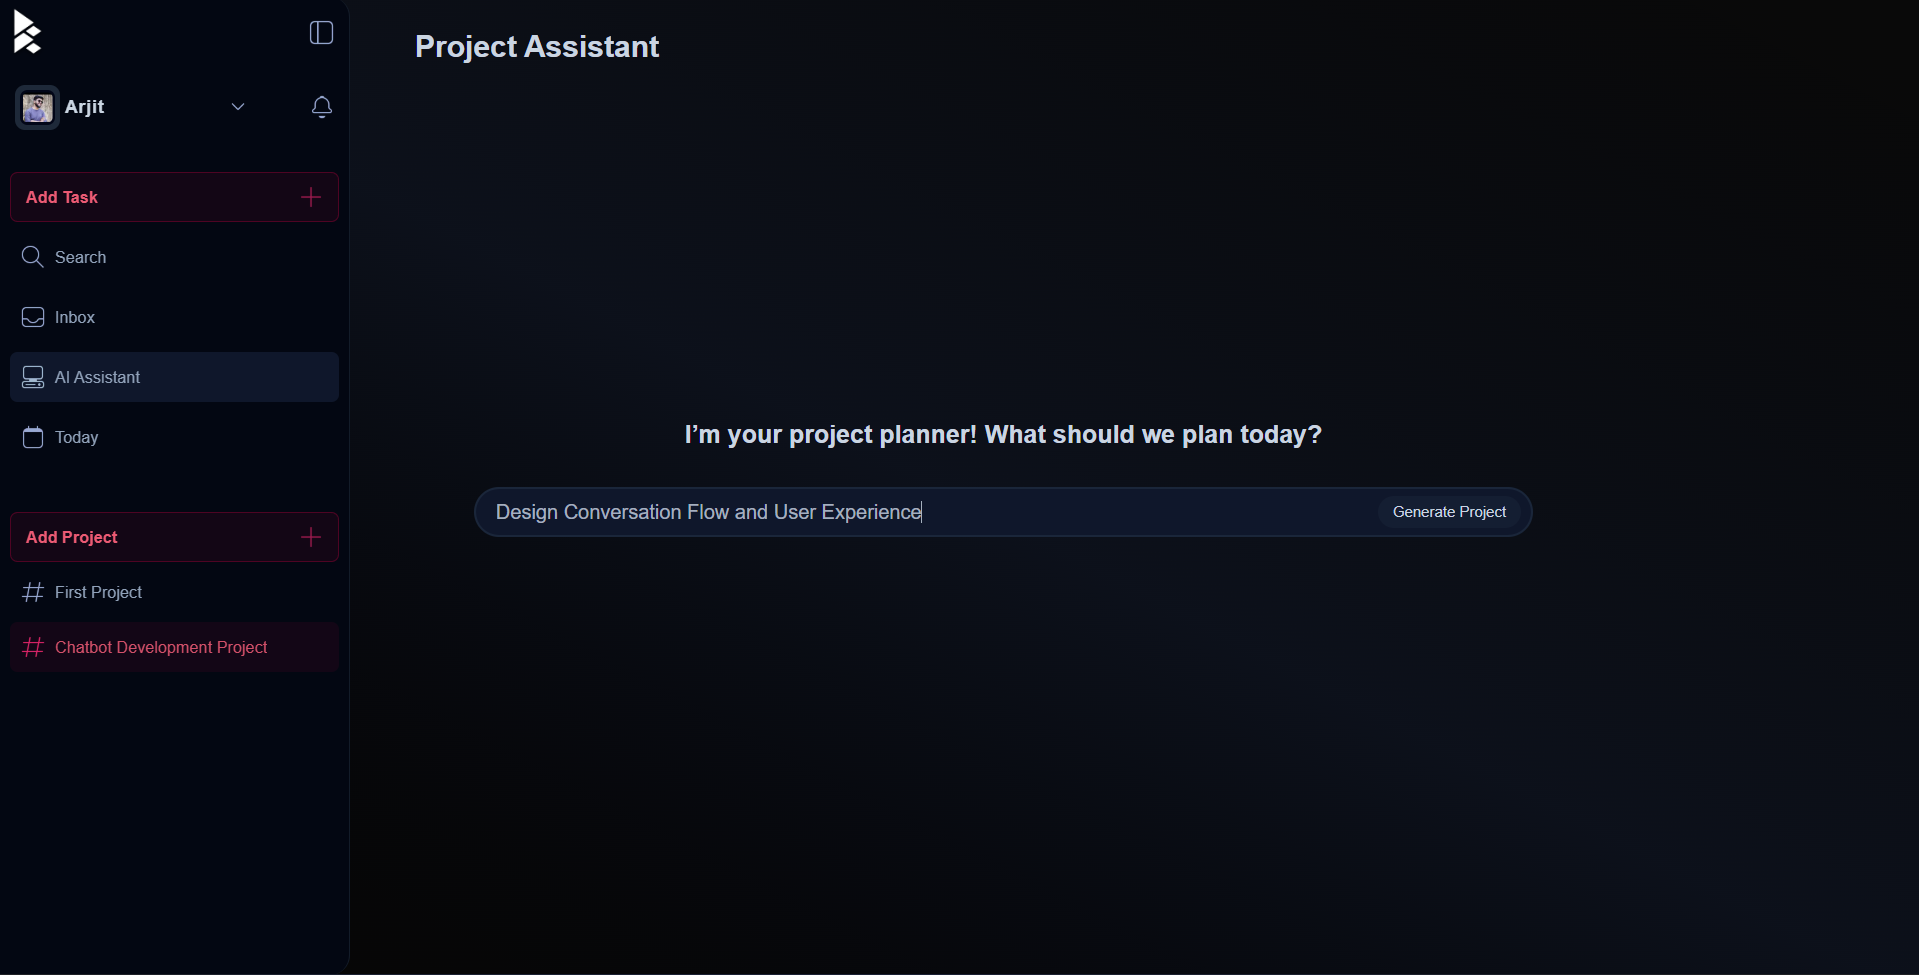 Project Assistant
Arjit
Add Task
Search
Inbox
AI Assistant
Today
Add Project
First Project
Chatbot Development Project
I’m your project planner! What should we plan today?
Design Conversation Flow and User Experience
Generate Project